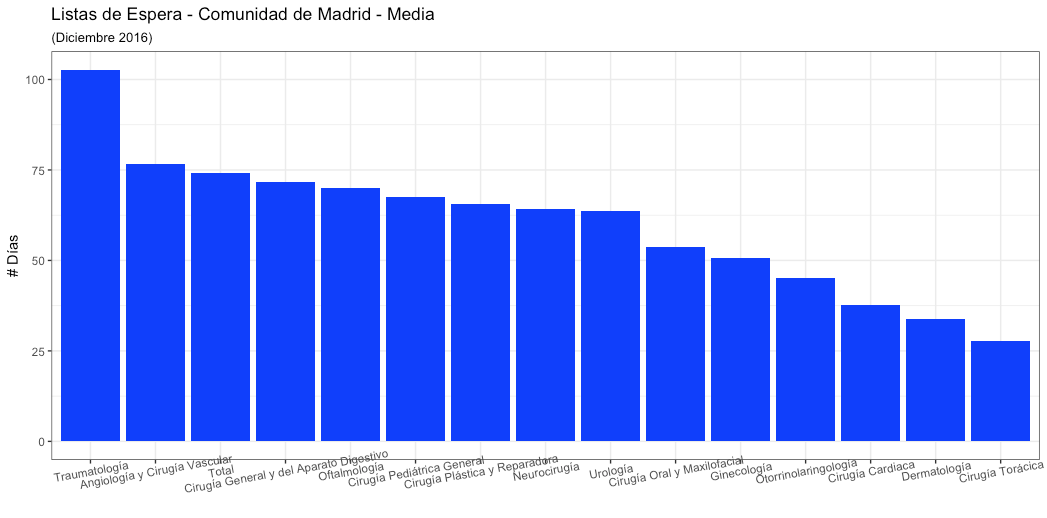 Listas de Espera - Comunidad de Madrid - Media
(Diciembre 2016)
# Días
100
75
50
25
0
Traumatología
Angiología y Cirugía Vascular
Total
Cirugía General y del Aparato Digestivo
Oftalmología
Cirugía Pediátrica General
Cirugía Plástica y Reparadora
Neurocirugía
Urología
Cirugía Oral y Maxilofacial
Ginecología
Otorrinolaringología
Cirugía Cardiaca
Dermatología
Cirugía Torácica